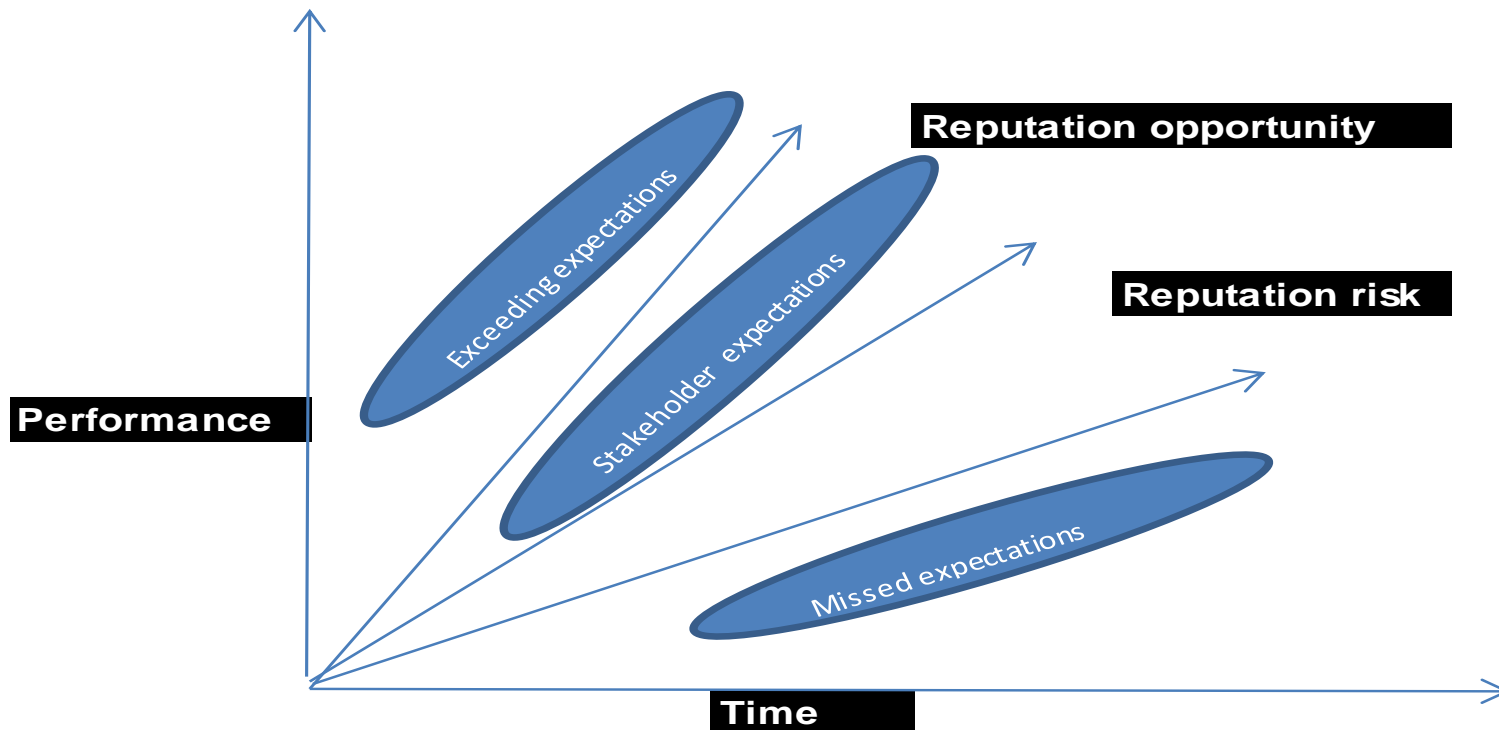 Reputation opportunity
Exceeding expectations
Stakeholder expectations
Reputation risk
Performance
Missed expectations
Time